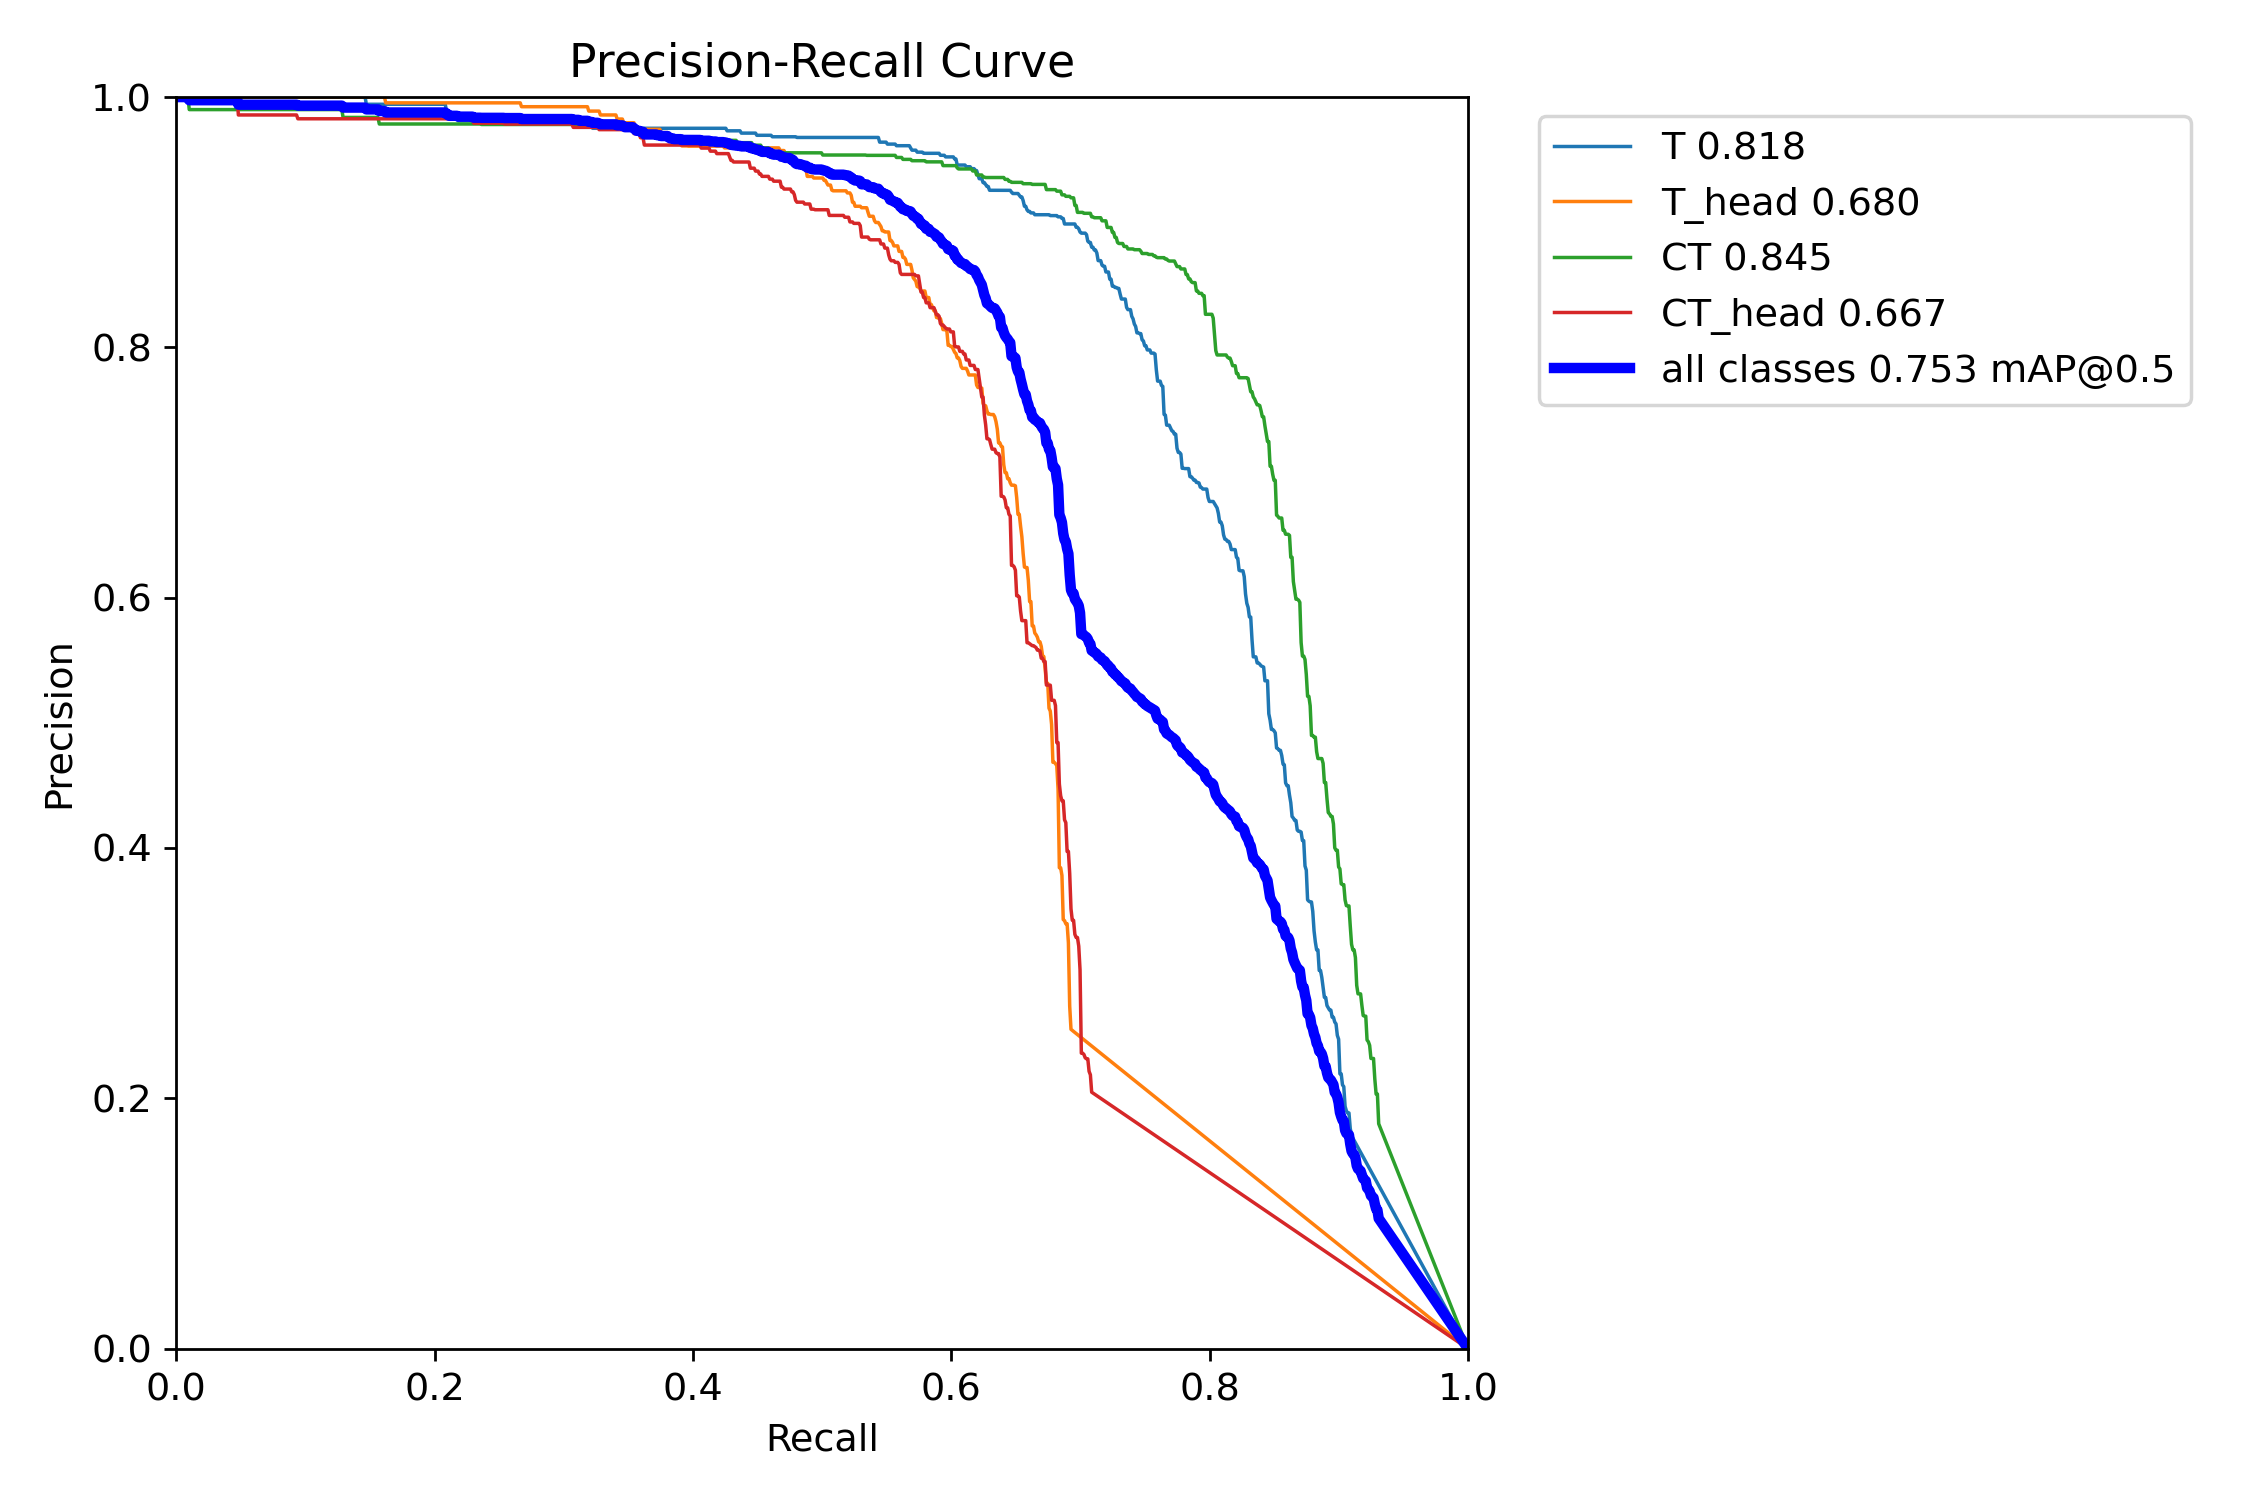 Precision-Recall Curve
1.0
0.8
0.6
0.4
0.2
0.0
Precision
0.0 0.2 0.4 0.6 0.8 1.0
Recall
T 0.818
T_head 0.680
CT 0.845
CT_head 0.667
all classes 0.753 mAP@0.5